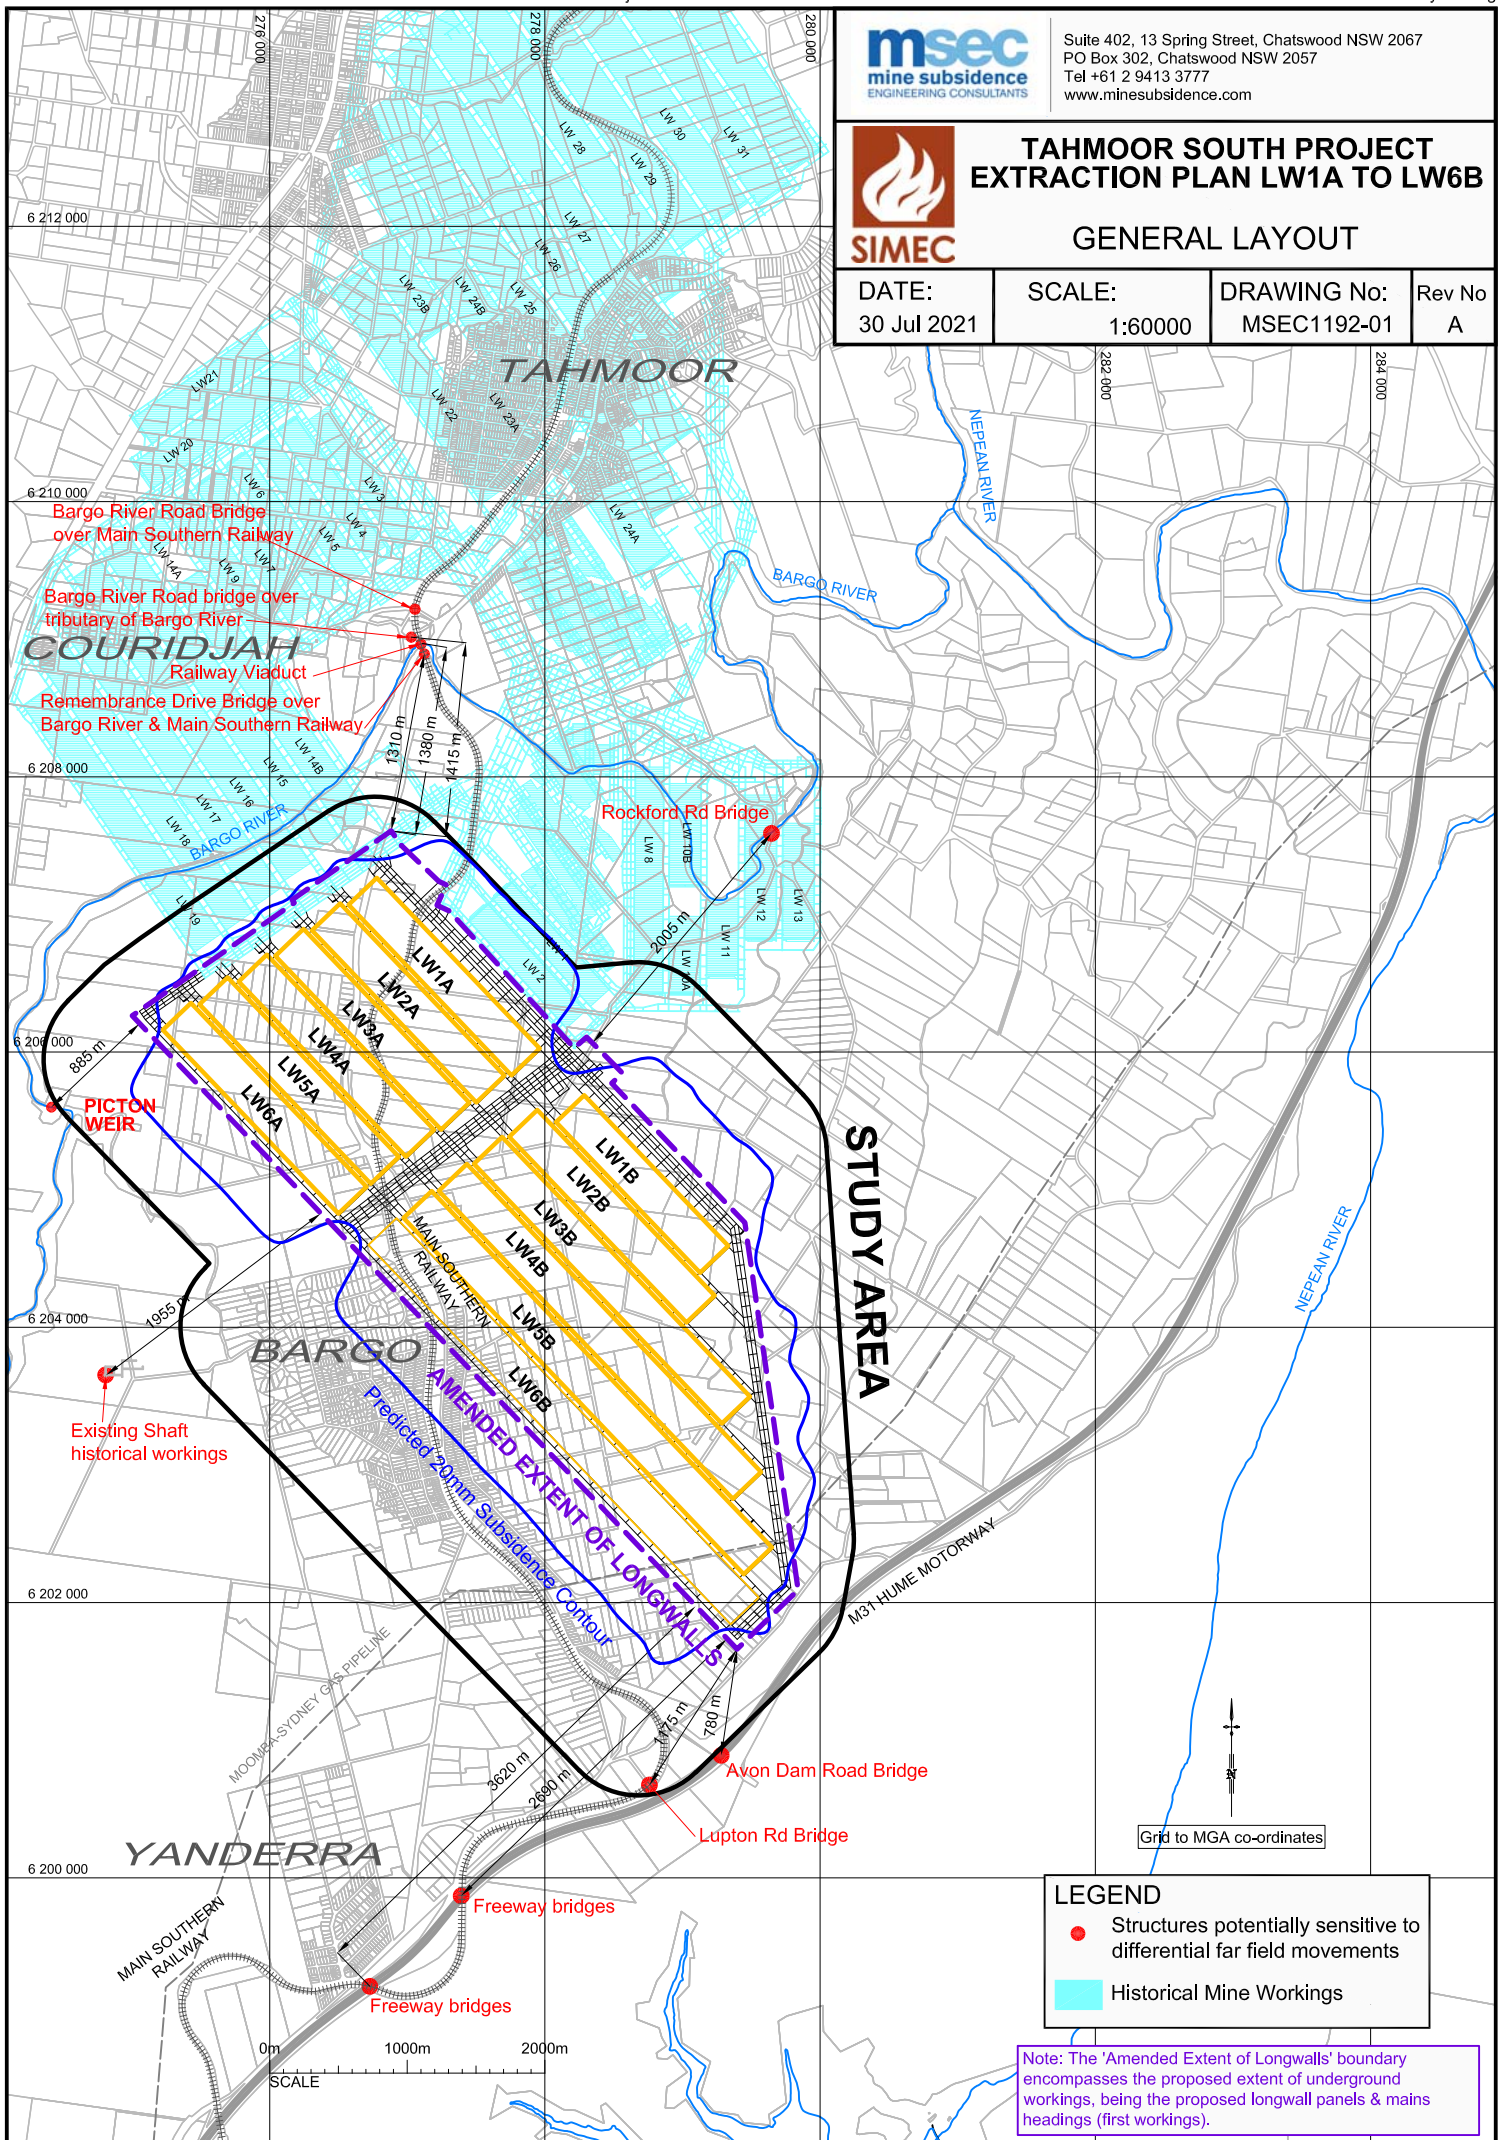 msec
mine subsidence
ENGINEERING CONSULTANTS
Suite 402, 13 Spring Street, Chatswood NSW 2067
PO Box 302, Chatswood NSW 2057
Tel +61 2 9413 3777
www.minesubsidence.com
SIMEC
TAHMOOR SOUTH PROJECT
EXTRACTION PLAN LW1A TO LW6B
GENERAL LAYOUT
DATE:
30 Jul 2021
SCALE:
1:60000
DRAWING No:
MSEC1192-01
Rev No
A
276 000
278 000
280 000
282 000
284 000
6 212 000
6 210 000
6 208 000
6 206 000
6 204 000
6 202 000
6 200 000
LW 30
LW 31
LW 28
LW 29
LW 27
LW 26
LW 25
LW 24B
LW 23B
TAHMOOR
LW21
LW 22
LW 23A
LW 20
LW 6
LW 3
LW 4
LW 5
LW 24A
LW 14A
LW 9
LW 7
NEPEAN RIVER
BARGO RIVER
Bargo River Road Bridge
over Main Southern Railway
Bargo River Road bridge over
tributary of Bargo River
COURIDJAH
Railway Viaduct
Remembrance Drive Bridge over
Bargo River & Main Southern Railway
1310 m
1380 m
1415 m
LW 14B
LW 15
LW 16
LW 17
LW 18
BARGO RIVER
LW 19
Rockford Rd Bridge
LW 8
LW 10B
LW 12
LW 13
LW 11
LW 10A
2005 m
LW 2
LW1A
LW2A
LW3A
LW4A
LW5A
LW6A
885 m
PICTON
WEIR
LW1B
LW2B
LW3B
LW4B
LW5B
LW6B
MAIN SOUTHERN
RAILWAY
STUDY AREA
1955 m
BARGO
Existing Shaft
historical workings
AMENDED EXTENT OF LONGWALLS
Predicted 20mm Subsidence Contour
NEPEAN RIVER
M31 HUME MOTORWAY
MOOMBA-SYDNEY GAS PIPELINE
3620 m
2690 m
1175 m
780 m
Avon Dam Road Bridge
Lupton Rd Bridge
YANDERRA
Freeway bridges
MAIN SOUTHERN
RAILWAY
Freeway bridges
0m
1000m
2000m
SCALE
N
Grid to MGA co-ordinates
LEGEND
Structures potentially sensitive to
differential far field movements
Historical Mine Workings
Note: The 'Amended Extent of Longwalls' boundary
encompasses the proposed extent of underground
workings, being the proposed longwall panels & mains
headings (first workings).